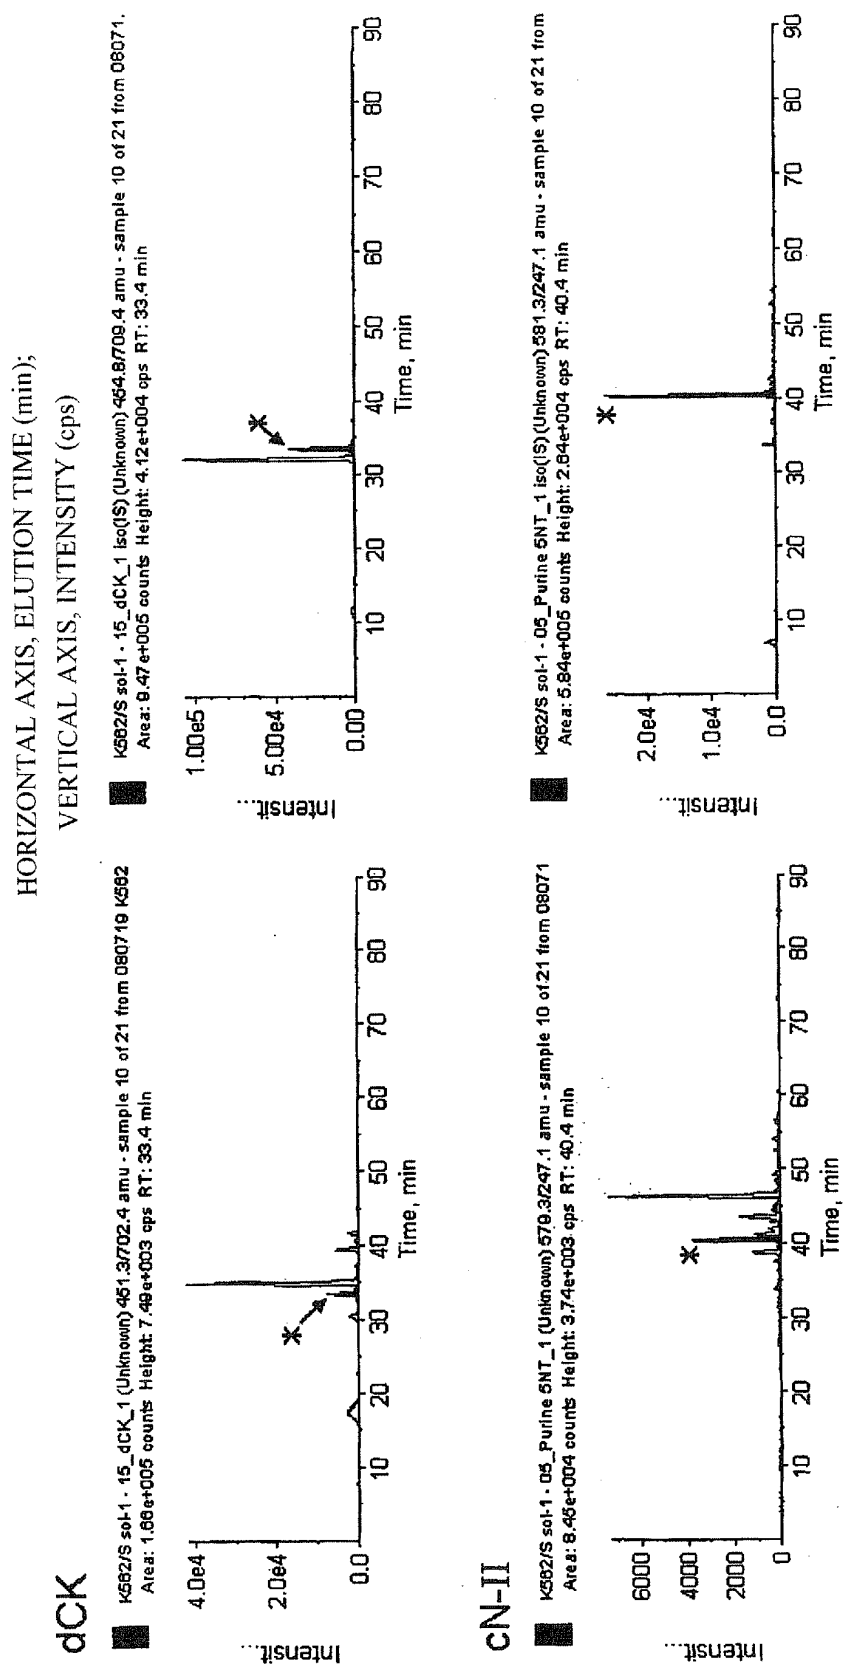 HORIZONTAL AXIS, ELUTION TIME (min);
VERTICAL AXIS, INTENSITY (cps)
dCK
K562/S sol-1 - 15_dCK_1 (Unknown) 451.3/702.4 amu - sample 10 of 21 from 080719 K562
Area: 1.66e+005 counts Height: 7.49e+003 cps RT: 33.4 min
Intensit...
4.0e4
2.0e4
0.0
10 20 30 40 50 60 70 80 90
Time, min
K562/S sol-1 - 15_dCK_1 iso(IS) (Unknown) 454.8/709.4 amu - sample 10 of 21 from 08071.
Area: 9.47e+005 counts Height: 4.12e+004 cps RT: 33.4 min
Intensit...
1.00e5
5.00e4
0.00
10 20 30 40 50 60 70 80 90
Time, min
cN-II
K562/S sol-1 - 05_Purine 5NT_1 (Unknown) 579.3/247.1 amu - sample 10 of 21 from 08071
Area: 8.45e+004 counts Height: 3.74e+003 cps RT: 40.4 min
Intensit...
6000
4000
2000
0
10 20 30 40 50 60 70 80 90
Time, min
K562/S sol-1 - 05_Purine 5NT_1 iso(IS) (Unknown) 581.3/247.1 amu - sample 10 of 21 from
Area: 5.84e+005 counts Height: 2.64e+004 cps RT: 40.4 min
Intensit...
2.0e4
1.0e4
0.0
10 20 30 40 50 60 70 80 90
Time, min